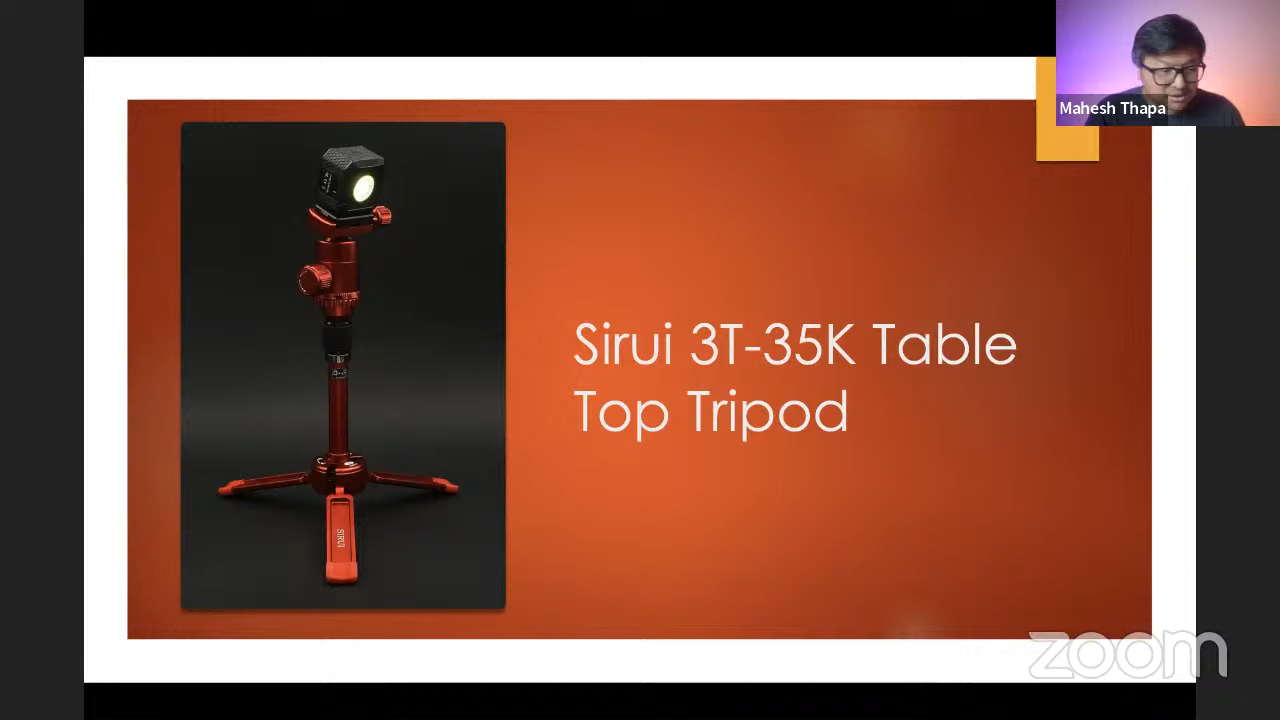 Mahesh Thapa
Sirui 3T-35K Table
Top Tripod
SIRUI
zoom